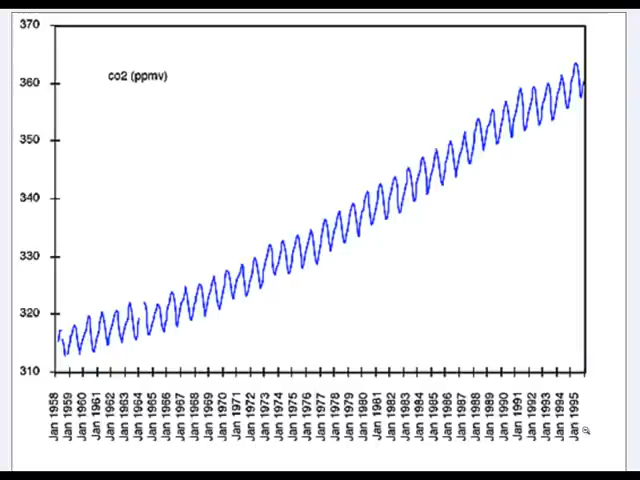 370
co2 (ppmv)
360
350
340
330
320
310
Jan 1958
Jan 1959
Jan 1960
Jan 1961
Jan 1962
Jan 1963
Jan 1964
Jan 1965
Jan 1966
Jan 1967
Jan 1968
Jan 1969
Jan 1970
Jan 1971
Jan 1972
Jan 1973
Jan 1974
Jan 1975
Jan 1976
Jan 1977
Jan 1978
Jan 1979
Jan 1980
Jan 1981
Jan 1982
Jan 1983
Jan 1984
Jan 1985
Jan 1986
Jan 1987
Jan 1988
Jan 1989
Jan 1990
Jan 1991
Jan 1992
Jan 1993
Jan 1994
Jan 1995